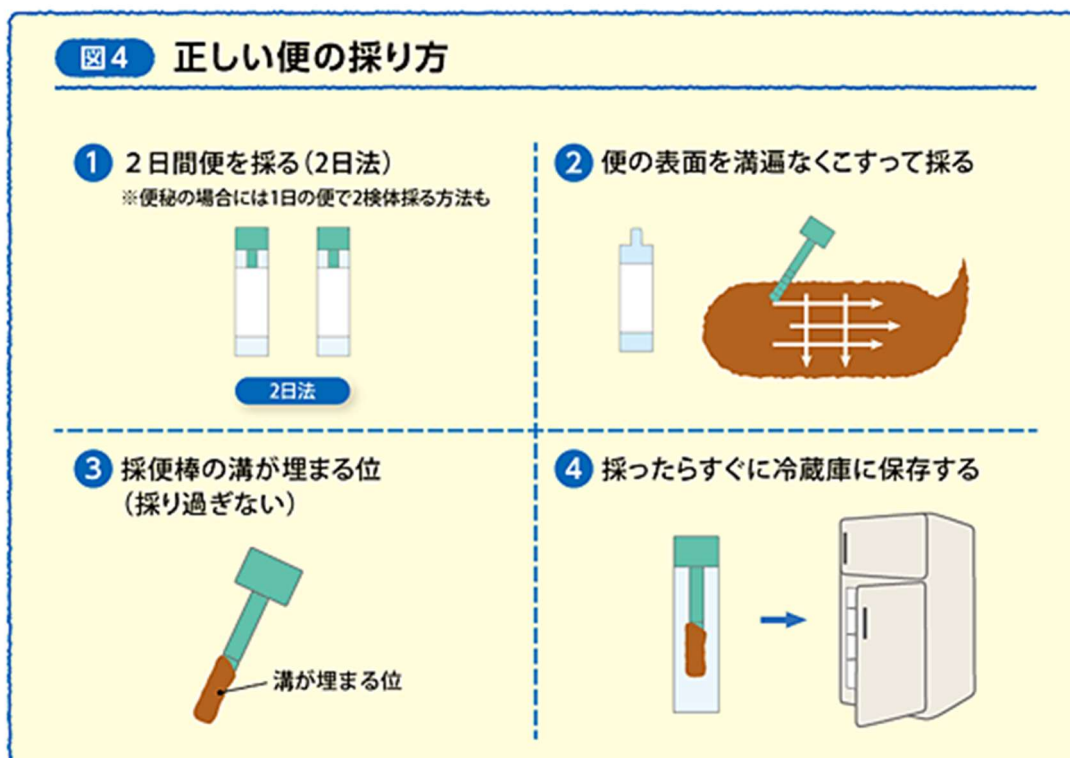 図4 正しい便の採り方
1 2日間便を採る(2日法)
※便秘の場合には1日の便で2検体採る方法も
2日法
2 便の表面を満遍なくこすって採る
3 採便棒の溝が埋まる位
(採り過ぎない)
溝が埋まる位
4 採ったらすぐに冷蔵庫に保存する